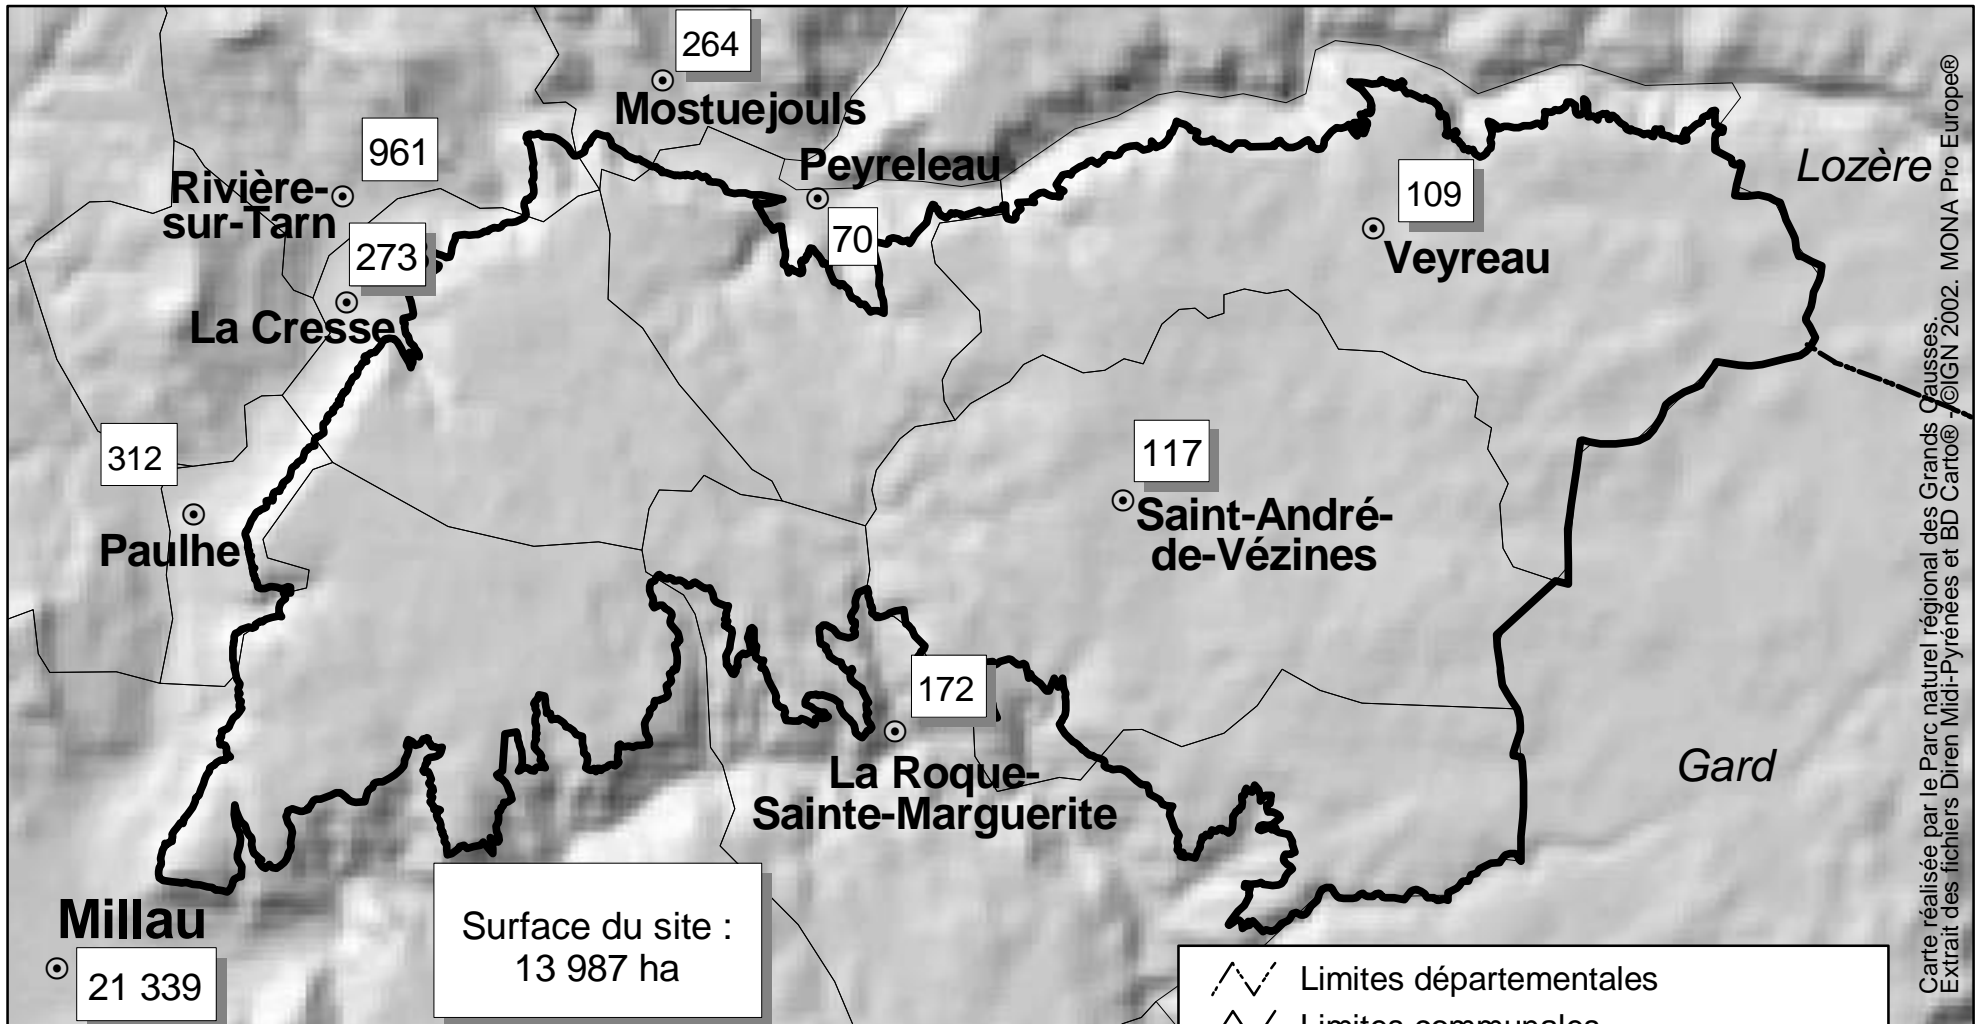 264
Mostuejouls
961
Rivière-
sur-Tarn
Peyreleau
70
109
Veyreau
Lozère
273
La Cresse
312
Paulhe
117
Saint-André-
de-Vézines
172
La Roque-
Sainte-Marguerite
Gard
Millau
21 339
Surface du site :
13 987 ha
Limites départementales
Limites communales
Carte réalisée par le Parc naturel régional des Grands Causses.
Extrait des fichiers Diren Midi-Pyrénées et BD Carto® - ©IGN 2002. MONA Pro Europe®